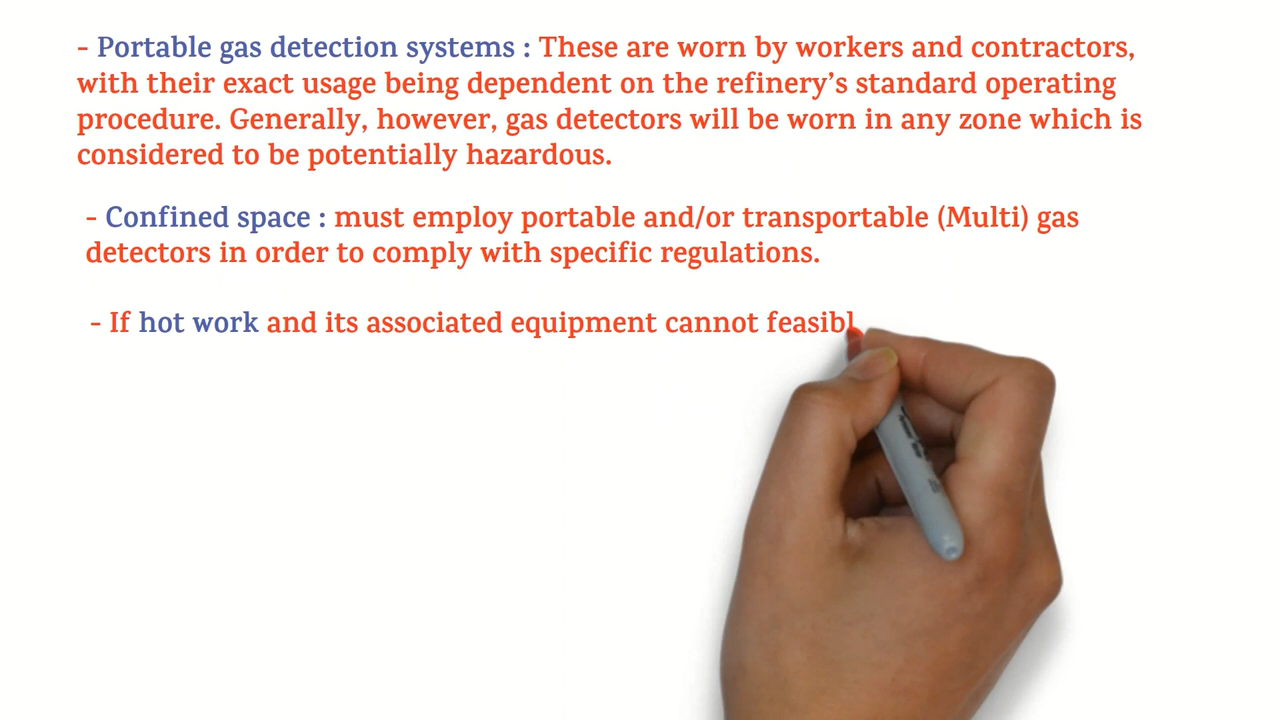 - Portable gas detection systems : These are worn by workers and contractors,
with their exact usage being dependent on the refinery’s standard operating
procedure. Generally, however, gas detectors will be worn in any zone which is
considered to be potentially hazardous.
- Confined space : must employ portable and/or transportable (Multi) gas
detectors in order to comply with specific regulations.
- If hot work and its associated equipment cannot feasibl